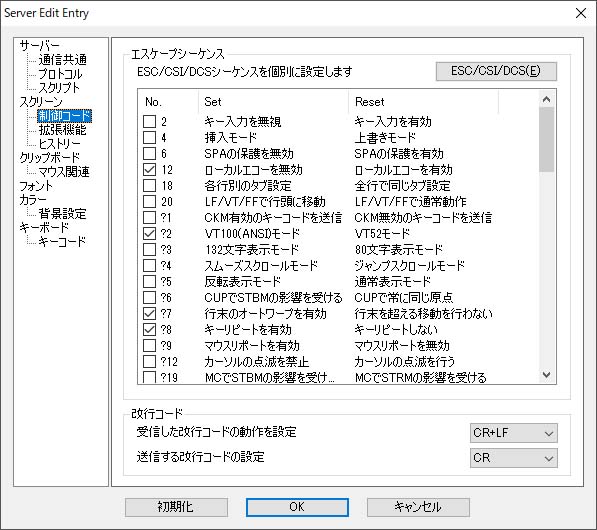 Server Edit Entry
サーバー
通信共通
プロトコル
スクリプト
スクリーン
制御コード
拡張機能
ヒストリー
クリップボード
マウス関連
フォント
カラー
背景設定
キーボード
キーコード
エスケープシーケンス
ESC/CSI/DCSシーケンスを個別に設定します ESC/CSI/DCS(E)
No. Set Reset
2 キー入力を無視 キー入力を有効
4 挿入モード 上書きモード
6 SPAの保護を無効 SPAの保護を有効
12 ローカルエコーを無効 ローカルエコーを有効
18 各行別のタブ設定 全行で同じタブ設定
20 LF/VT/FFで行頭に移動 LF/VT/FFで通常動作
?1 CKM有効のキーコードを送信 CKM無効のキーコードを送信
?2 VT100(ANSI)モード VT52モード
?3 132文字表示モード 80文字表示モード
?4 スムーズスクロールモード ジャンプスクロールモード
?5 反転表示モード 通常表示モード
?6 CUPでSTBMの影響を受ける CUPで常に同じ原点
?7 行末のオートワープを有効 行末を超える移動を行わない
?8 キーリピートを有効 キーリピートしない
?9 マウスリポートを有効 マウスリポートを無効
?12 カーソルの点滅を禁止 カーソルの点滅を行う
?19 MCでSTBMの影響を受け... MCでSTRMの影響を受ける
改行コード
受信した改行コードの動作を設定 CR+LF
送信する改行コードの設定 CR
初期化 OK キャンセル